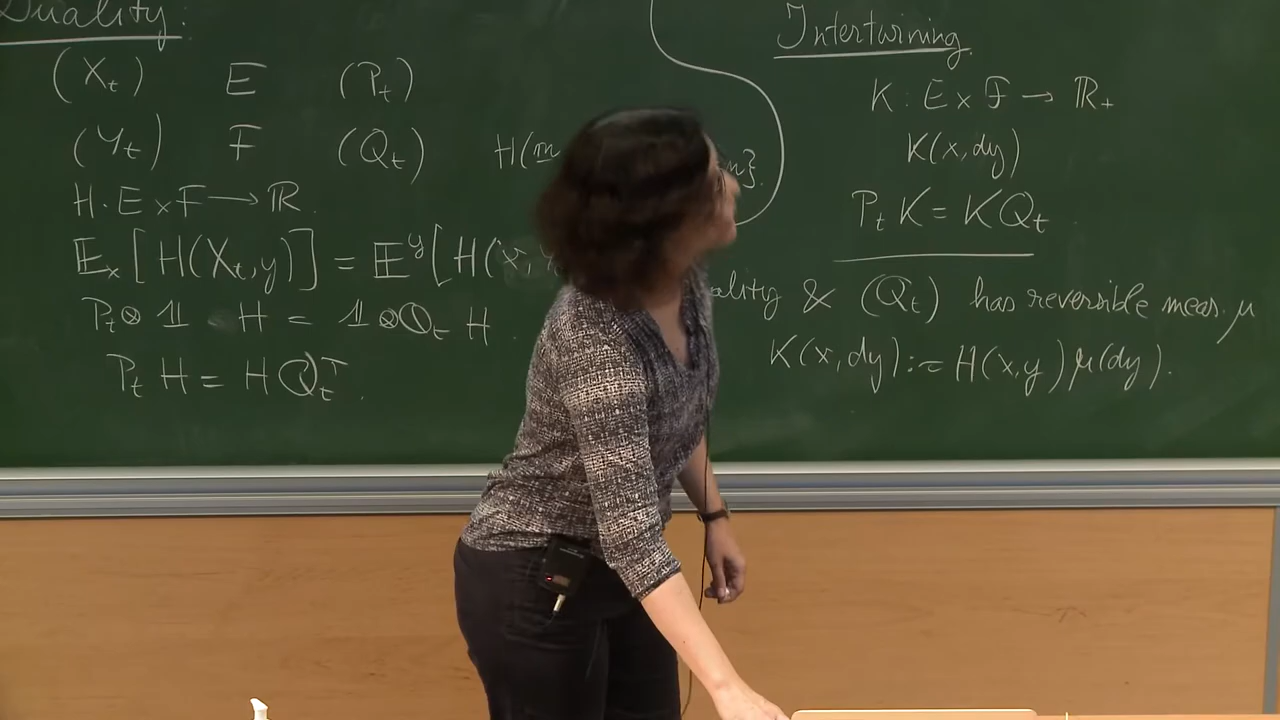 Duality:
(X_t) E (P_t)
(Y_t) F (Q_t) H(
H: E×F → ℝ.
𝔼_x[H(X_t,y)] = 𝔼^y[H(x,
P_t ⊗ 𝟙 H = 𝟙 ⊗ Q_t H.
P_t H = H Q_t^T.
Intertwining.
K: E×F → ℝ_+
K(x,dy)
P_t K = K Q_t.
ality & (Q_t) has reversible meas. μ
K(x,dy) := H(x,y) μ(dy).